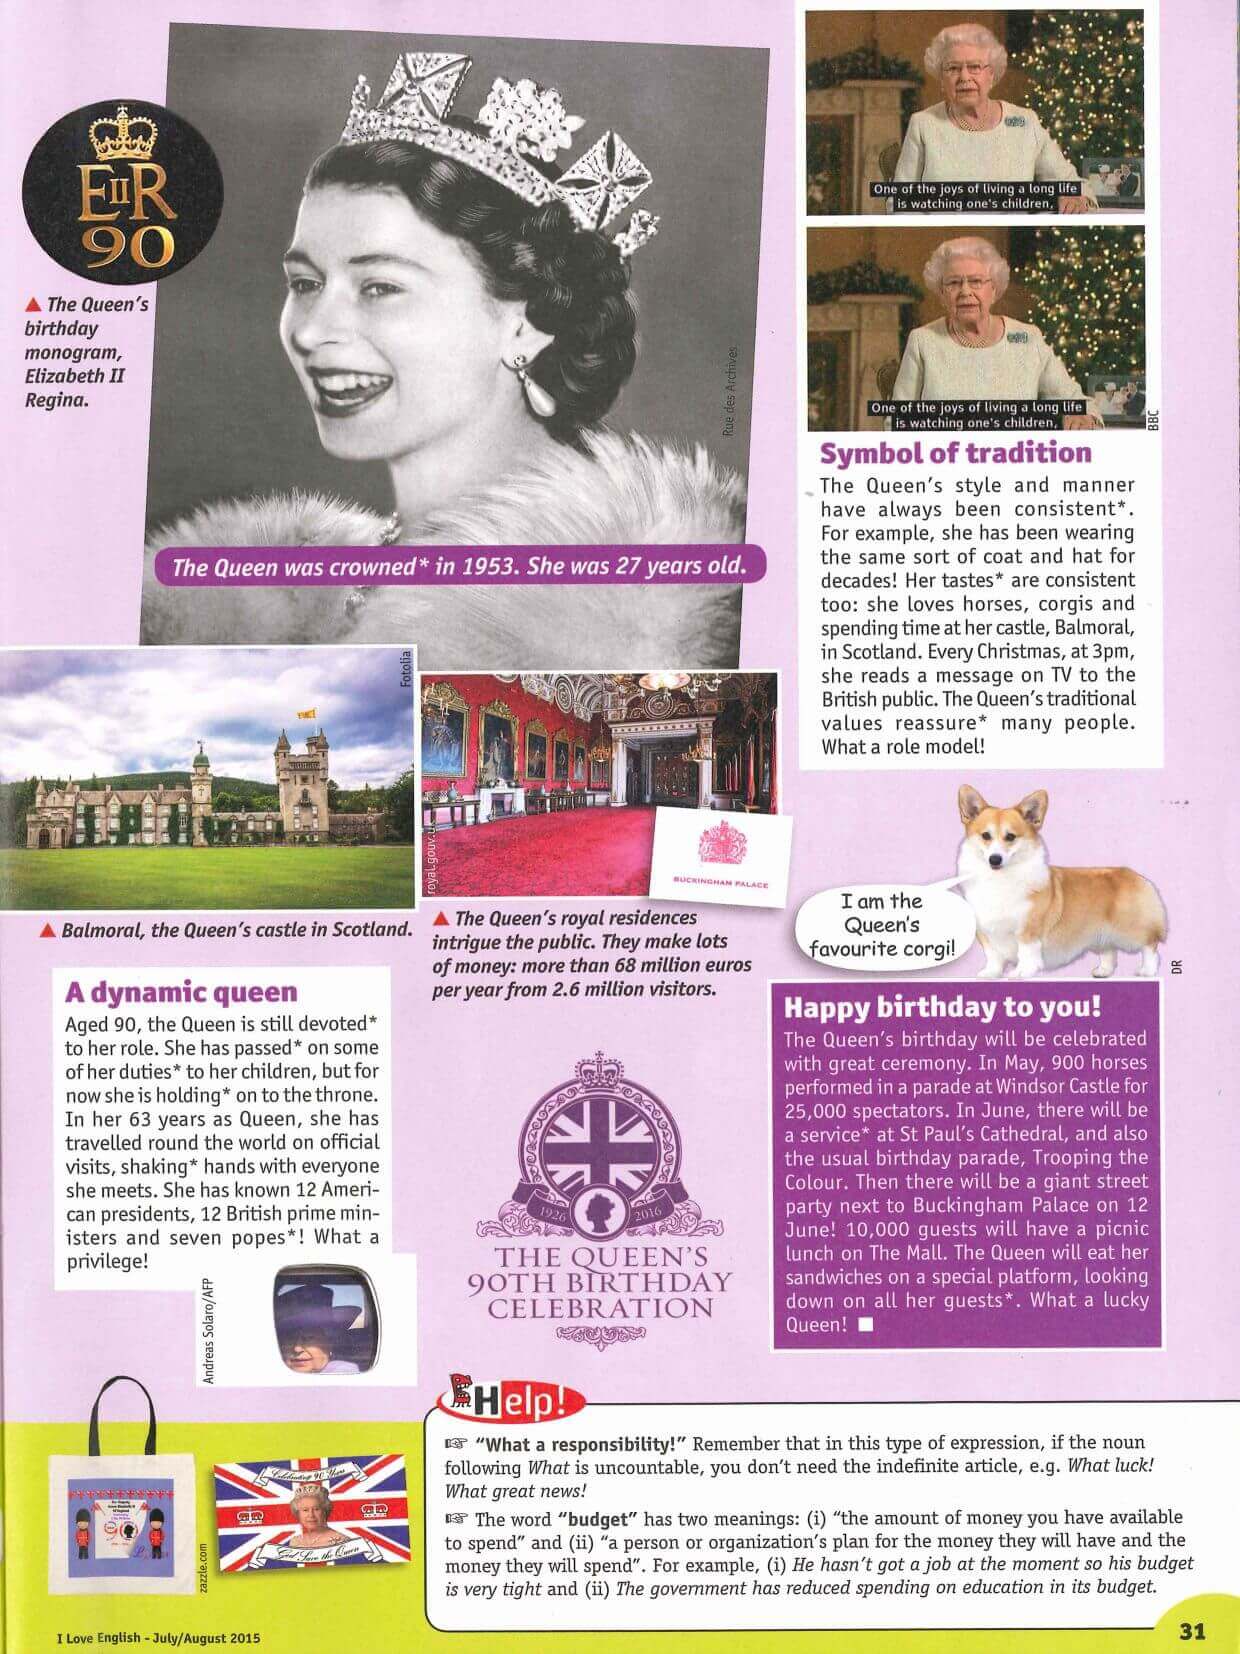 EIIR
90
▲ The Queen's
birthday
monogram,
Elizabeth II
Regina.
Rue des Archives
The Queen was crowned* in 1953. She was 27 years old.
One of the joys of living a long life
is watching one's children,
One of the joys of living a long life
is watching one's children,
BBC
Symbol of tradition
The Queen's style and manner
have always been consistent*.
For example, she has been wearing
the same sort of coat and hat for
decades! Her tastes* are consistent
too: she loves horses, corgis and
spending time at her castle, Balmoral,
in Scotland. Every Christmas, at 3pm,
she reads a message on TV to the
British public. The Queen's traditional
values reassure* many people.
What a role model!
Fotolia
▲ Balmoral, the Queen's castle in Scotland.
royal.gouv.u
BUCKINGHAM PALACE
▲ The Queen's royal residences
intrigue the public. They make lots
of money: more than 68 million euros
per year from 2.6 million visitors.
I am the
Queen's
favourite corgi!
DR
A dynamic queen
Aged 90, the Queen is still devoted*
to her role. She has passed* on some
of her duties* to her children, but for
now she is holding* on to the throne.
In her 63 years as Queen, she has
travelled round the world on official
visits, shaking* hands with everyone
she meets. She has known 12 Ameri-
can presidents, 12 British prime min-
isters and seven popes*! What a
privilege!
Andreas Solaro/AFP
1926 2016
THE QUEEN'S
90TH BIRTHDAY
CELEBRATION
Happy birthday to you!
The Queen's birthday will be celebrated
with great ceremony. In May, 900 horses
performed in a parade at Windsor Castle for
25,000 spectators. In June, there will be
a service* at St Paul's Cathedral, and also
the usual birthday parade, Trooping the
Colour. Then there will be a giant street
party next to Buckingham Palace on 12
June! 10,000 guests will have a picnic
lunch on The Mall. The Queen will eat her
sandwiches on a special platform, looking
down on all her guests*. What a lucky
Queen! ■
Celebrating 90 Years
God Save the Queen
zazzle.com
Help!
☞ "What a responsibility!" Remember that in this type of expression, if the noun
following What is uncountable, you don't need the indefinite article, e.g. What luck!
What great news!
☞ The word "budget" has two meanings: (i) "the amount of money you have available
to spend" and (ii) "a person or organization's plan for the money they will have and the
money they will spend". For example, (i) He hasn't got a job at the moment so his budget
is very tight and (ii) The government has reduced spending on education in its budget.
I Love English - July/August 2015
31